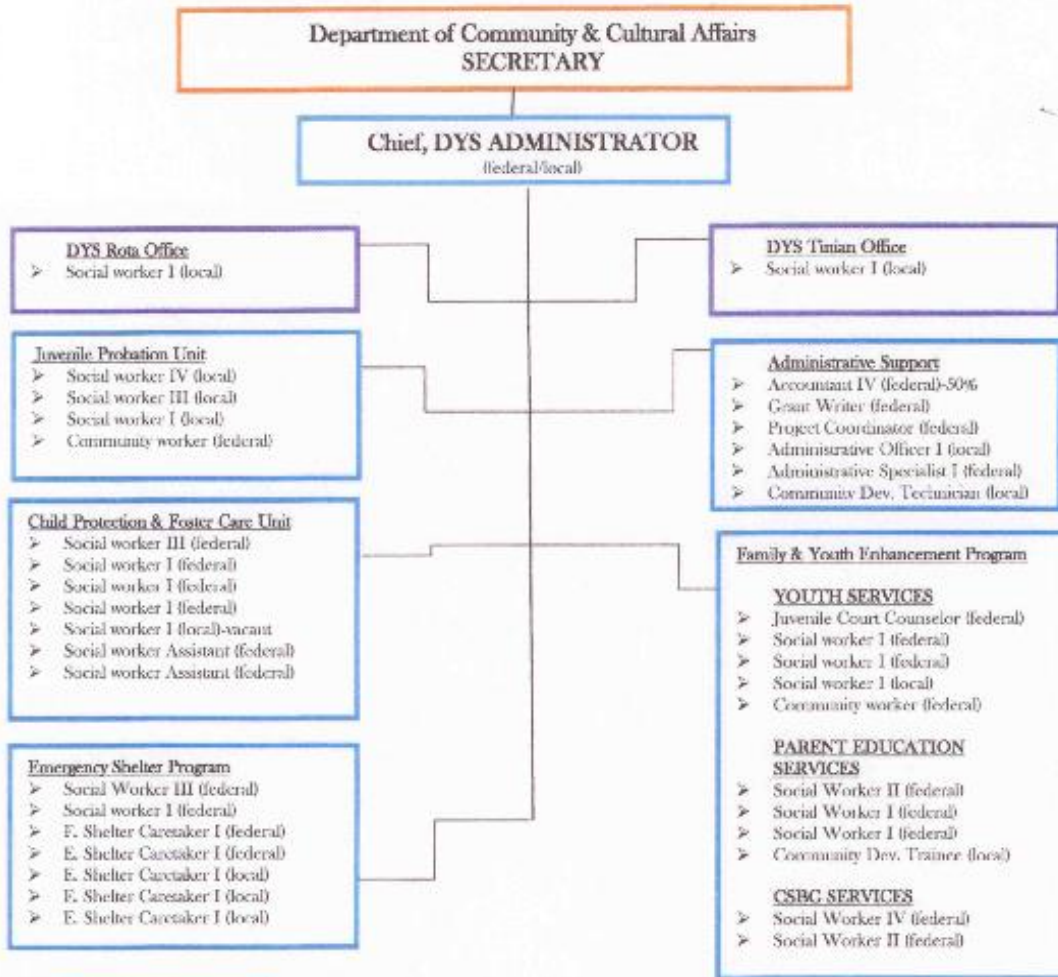 Department of Community & Cultural Affairs
SECRETARY
Chief, DYS ADMINISTRATOR
(federal/local)
DYS Rota Office
➢ Social worker I (local)
DYS Tinian Office
➢ Social worker I (local)
Juvenile Probation Unit
➢ Social worker IV (local)
➢ Social worker III (local)
➢ Social worker I (local)
➢ Community worker (federal)
Administrative Support
➢ Accountant IV (federal)-50%
➢ Grant Writer (federal)
➢ Project Coordinator (federal)
➢ Administrative Officer I (local)
➢ Administrative Specialist I (federal)
➢ Community Dev. Technician (local)
Child Protection & Foster Care Unit
➢ Social worker III (federal)
➢ Social worker I (federal)
➢ Social worker I (federal)
➢ Social worker I (federal)
➢ Social worker I (local)-vacant
➢ Social worker Assistant (federal)
➢ Social worker Assistant (federal)
Family & Youth Enhancement Program
YOUTH SERVICES
➢ Juvenile Court Counselor (federal)
➢ Social worker I (federal)
➢ Social worker I (federal)
➢ Social worker I (local)
➢ Community worker (federal)
PARENT EDUCATION
SERVICES
➢ Social Worker II (federal)
➢ Social Worker I (federal)
➢ Social Worker I (federal)
➢ Community Dev. Trainee (local)
CSBG SERVICES
➢ Social Worker IV (federal)
➢ Social Worker II (federal)
Emergency Shelter Program
➢ Social Worker III (federal)
➢ Social worker I (federal)
➢ E. Shelter Caretaker I (federal)
➢ E. Shelter Caretaker I (federal)
➢ E. Shelter Caretaker I (local)
➢ E. Shelter Caretaker I (local)
➢ E. Shelter Caretaker I (local)